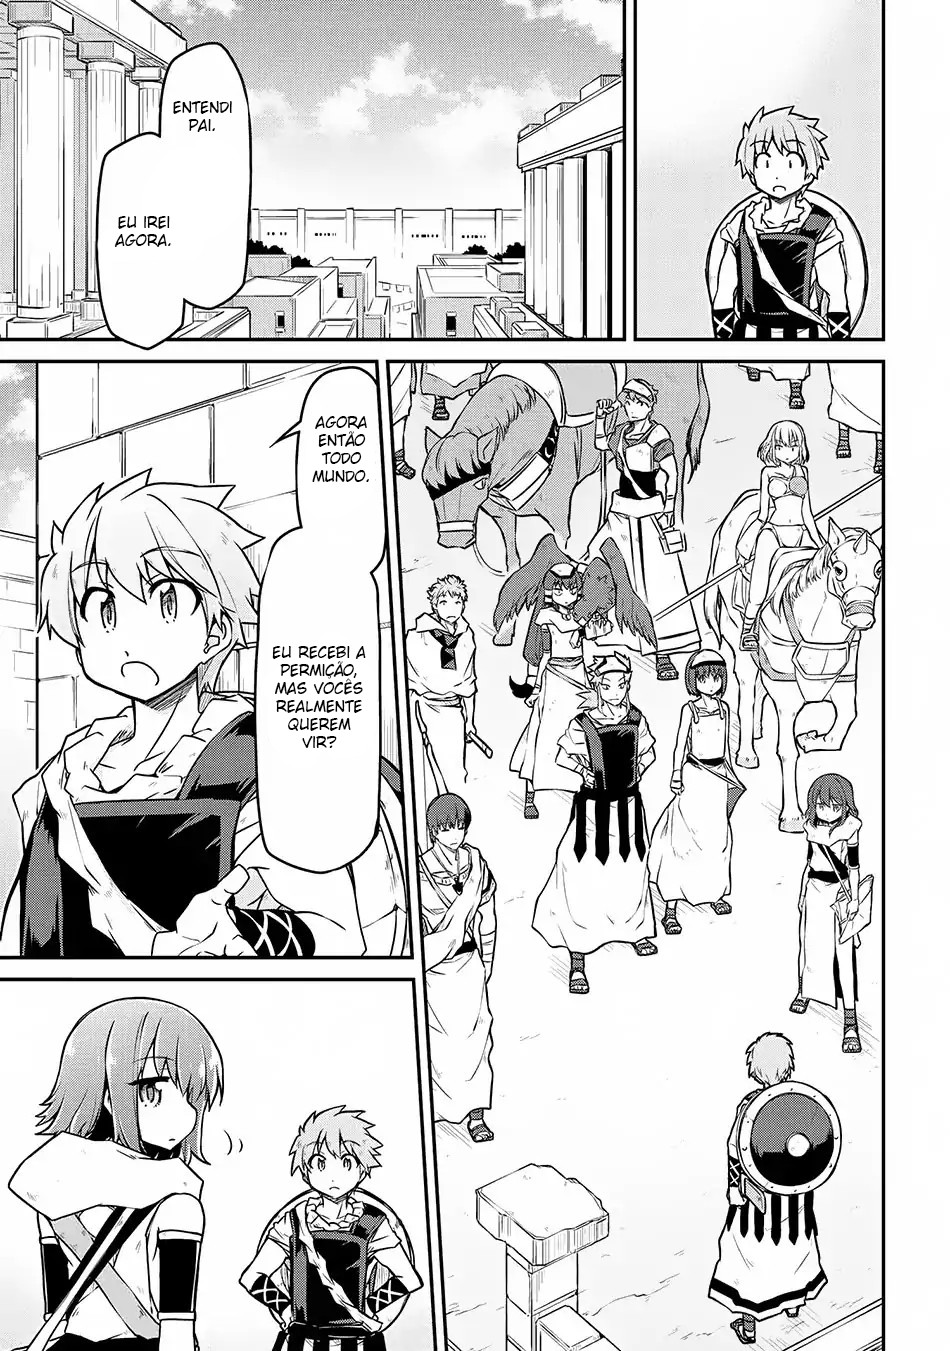 ENTENDI
PAI.
EU IREI
AGORA.
AGORA
ENTÃO
TODO
MUNDO.
EU RECEBI A
PERMIÇÃO,
MAS VOCÊS
REALMENTE
QUEREM
VIR?